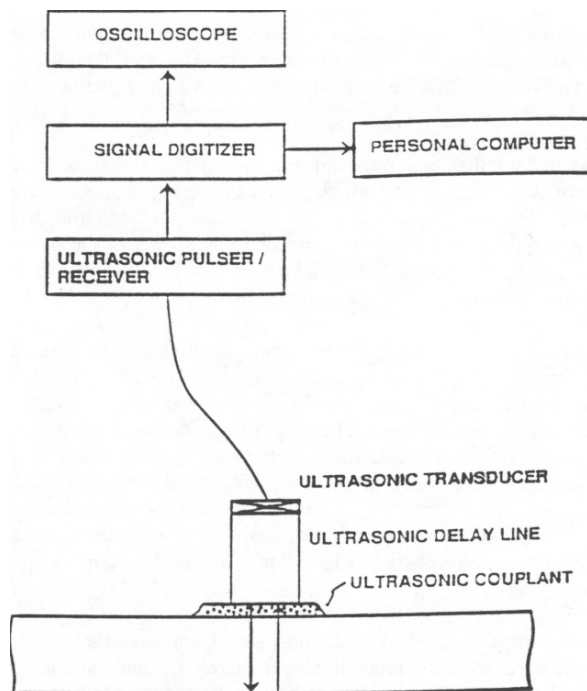 OSCILLOSCOPE
SIGNAL DIGITIZER
PERSONAL COMPUTER
ULTRASONIC PULSER /
RECEIVER
ULTRASONIC TRANSDUCER
ULTRASONIC DELAY LINE
ULTRASONIC COUPLANT